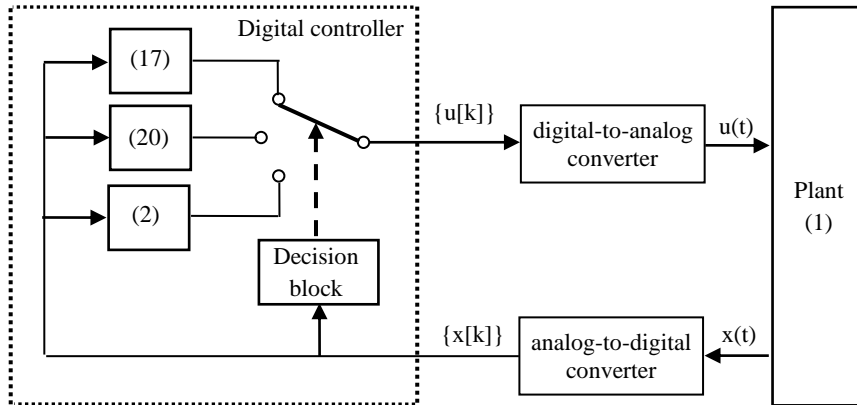 Digital controller
(17)
(20)
(2)
Decision
block
{u[k]}
digital-to-analog
converter
u(t)
Plant
(1)
{x[k]}
analog-to-digital
converter
x(t)